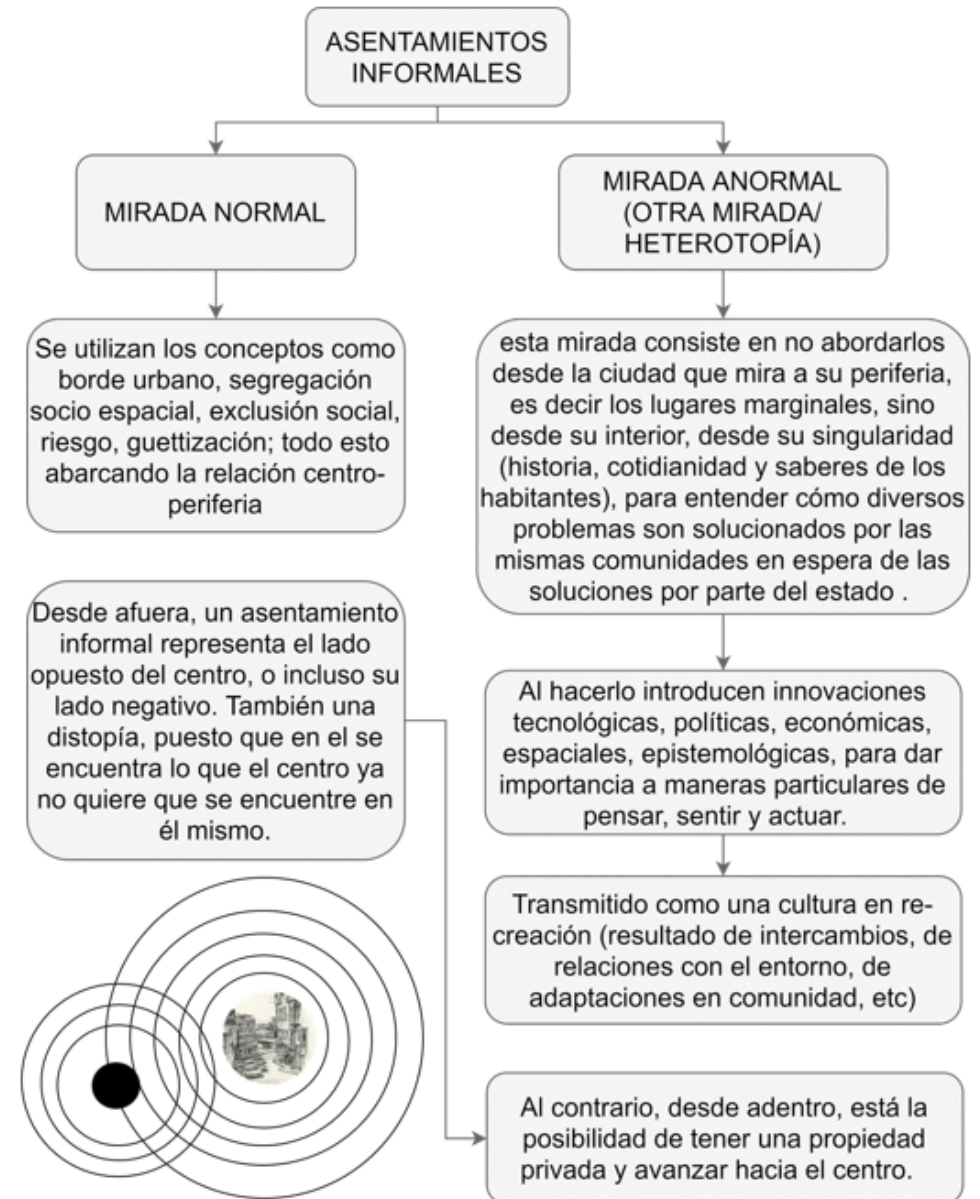 ASENTAMIENTOS
INFORMALES
MIRADA NORMAL
MIRADA ANORMAL
(OTRA MIRADA/
HETEROTOPÍA)
Se utilizan los conceptos como
borde urbano, segregación
socio espacial, exclusión social,
riesgo, guettización; todo esto
abarcando la relación centro-
periferia
esta mirada consiste en no abordarlos
desde la ciudad que mira a su periferia,
es decir los lugares marginales, sino
desde su interior, desde su singularidad
(historia, cotidianidad y saberes de los
habitantes), para entender cómo diversos
problemas son solucionados por las
mismas comunidades en espera de las
soluciones por parte del estado .
Desde afuera, un asentamiento
informal representa el lado
opuesto del centro, o incluso su
lado negativo. También una
distopía, puesto que en el se
encuentra lo que el centro ya
no quiere que se encuentre en
él mismo.
Al hacerlo introducen innovaciones
tecnológicas, políticas, económicas,
espaciales, epistemológicas, para dar
importancia a maneras particulares de
pensar, sentir y actuar.
Transmitido como una cultura en re-
creación (resultado de intercambios, de
relaciones con el entorno, de
adaptaciones en comunidad, etc)
Al contrario, desde adentro, está la
posibilidad de tener una propiedad
privada y avanzar hacia el centro.